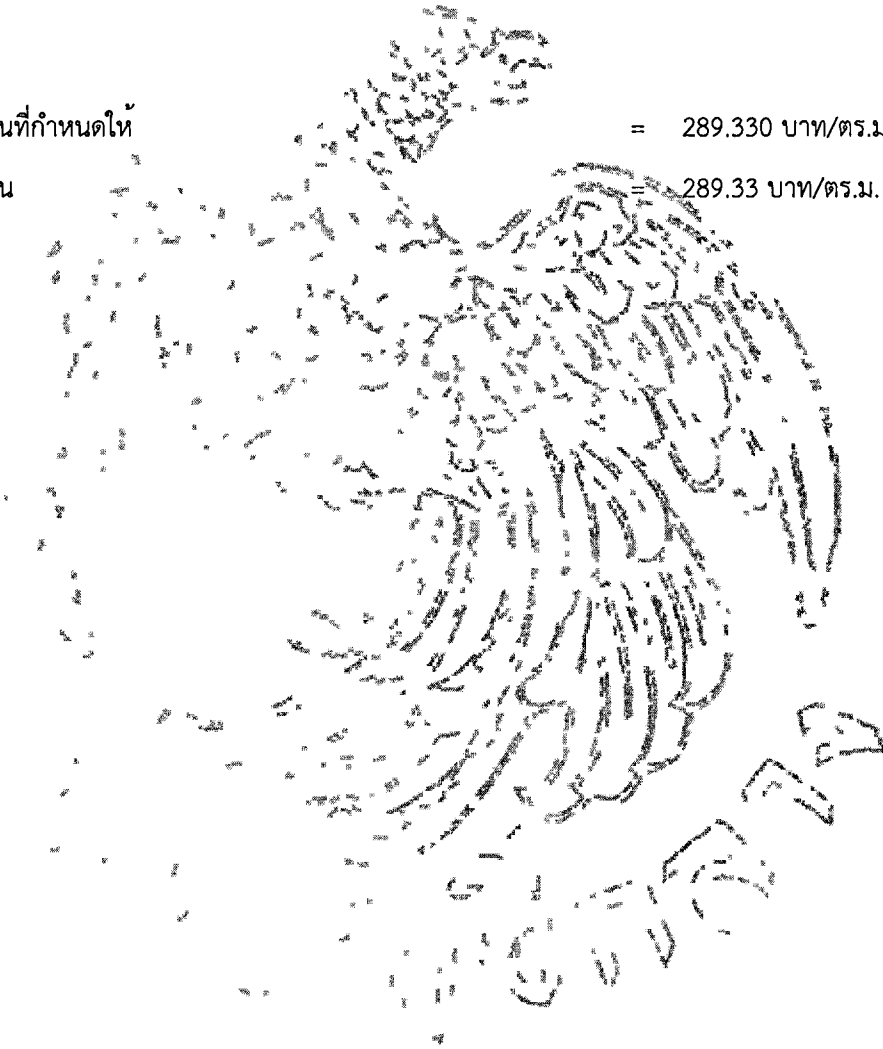 นที่กำหนดให้ = 289.330 บาท/ตร.ม
น = 289.33 บาท/ตร.ม.